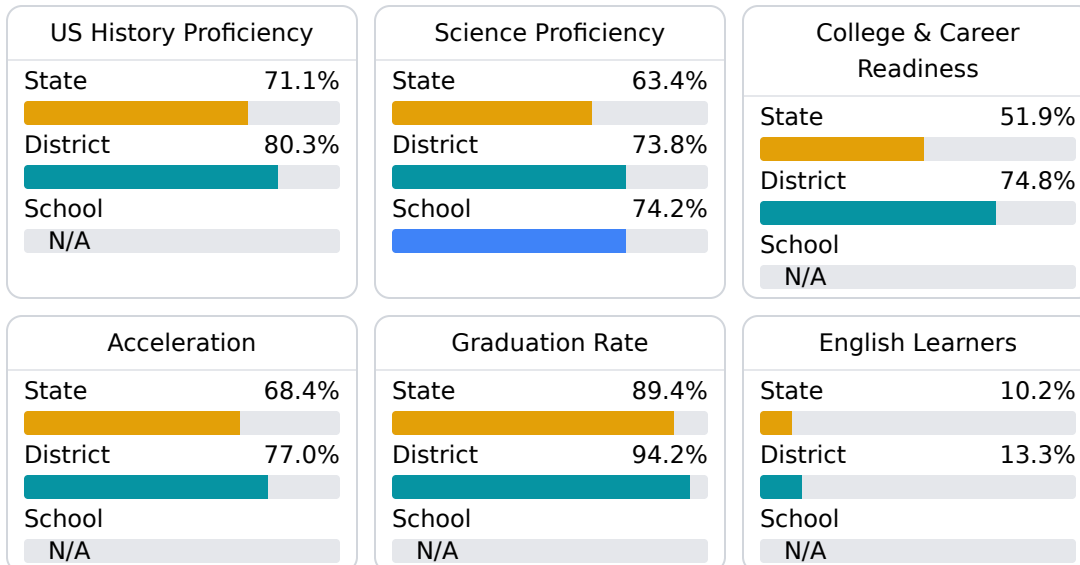 US History Proficiency
State 71.1%
District 80.3%
School
N/A
Science Proficiency
State 63.4%
District 73.8%
School 74.2%
College & Career
Readiness
State 51.9%
District 74.8%
School
N/A
Acceleration
State 68.4%
District 77.0%
School
N/A
Graduation Rate
State 89.4%
District 94.2%
School
N/A
English Learners
State 10.2%
District 13.3%
School
N/A